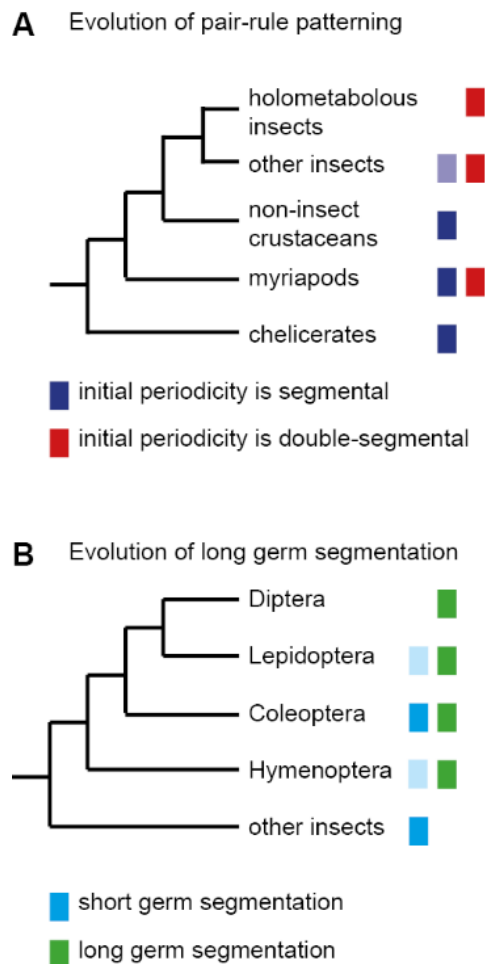 A Evolution of pair-rule patterning
holometabolous
insects
other insects
non-insect
crustaceans
myriapods
chelicerates
initial periodicity is segmental
initial periodicity is double-segmental
B Evolution of long germ segmentation
Diptera
Lepidoptera
Coleoptera
Hymenoptera
other insects
short germ segmentation
long germ segmentation